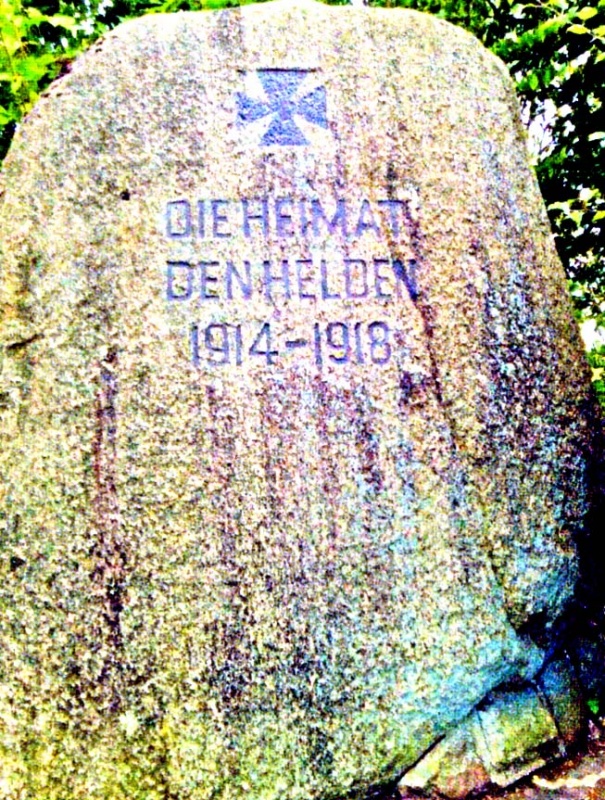 DIE HEIMAT
DEN HELDEN
1914-1918